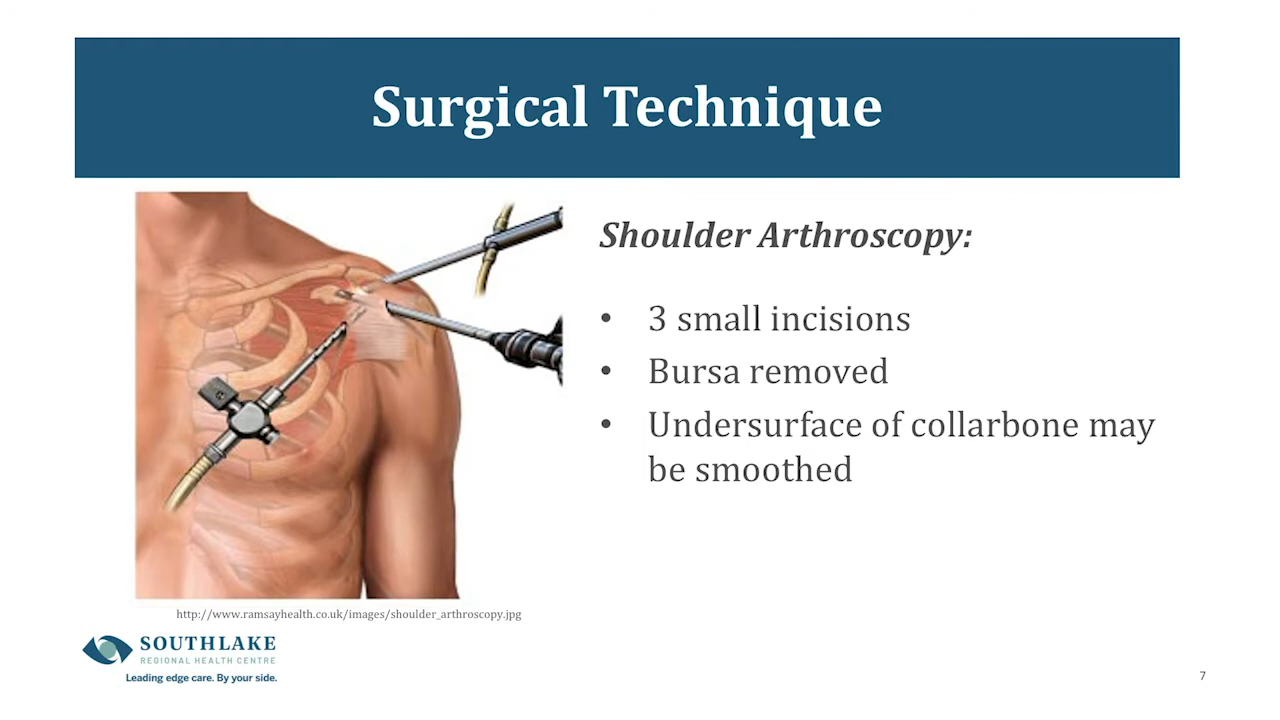 Surgical Technique
Shoulder Arthroscopy:
• 3 small incisions
• Bursa removed
• Undersurface of collarbone may
be smoothed
http://www.ramsayhealth.co.uk/images/shoulder_arthroscopy.jpg
SOUTHLAKE
REGIONAL HEALTH CENTRE
Leading edge care. By your side.
7